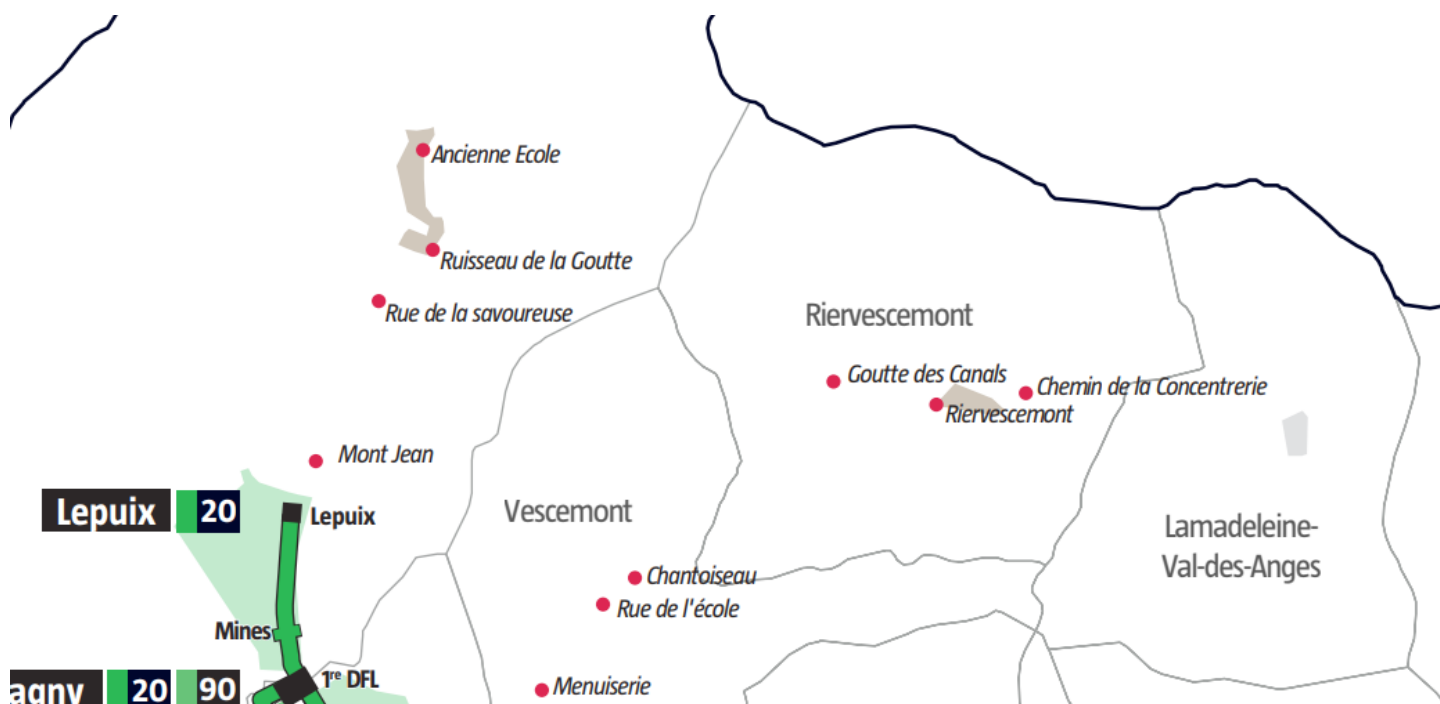 Ancienne Ecole
Ruisseau de la Goutte
Rue de la savoureuse
Riervescemont
Goutte des Canals
Chemin de la Concentrerie
Riervescemont
Mont Jean
Lepuix 20
Lepuix
Vescemont
Lamadeleine-
Val-des-Anges
Chantoiseau
Rue de l'école
Mines
1re DFL
agny 20 90
Menuiserie